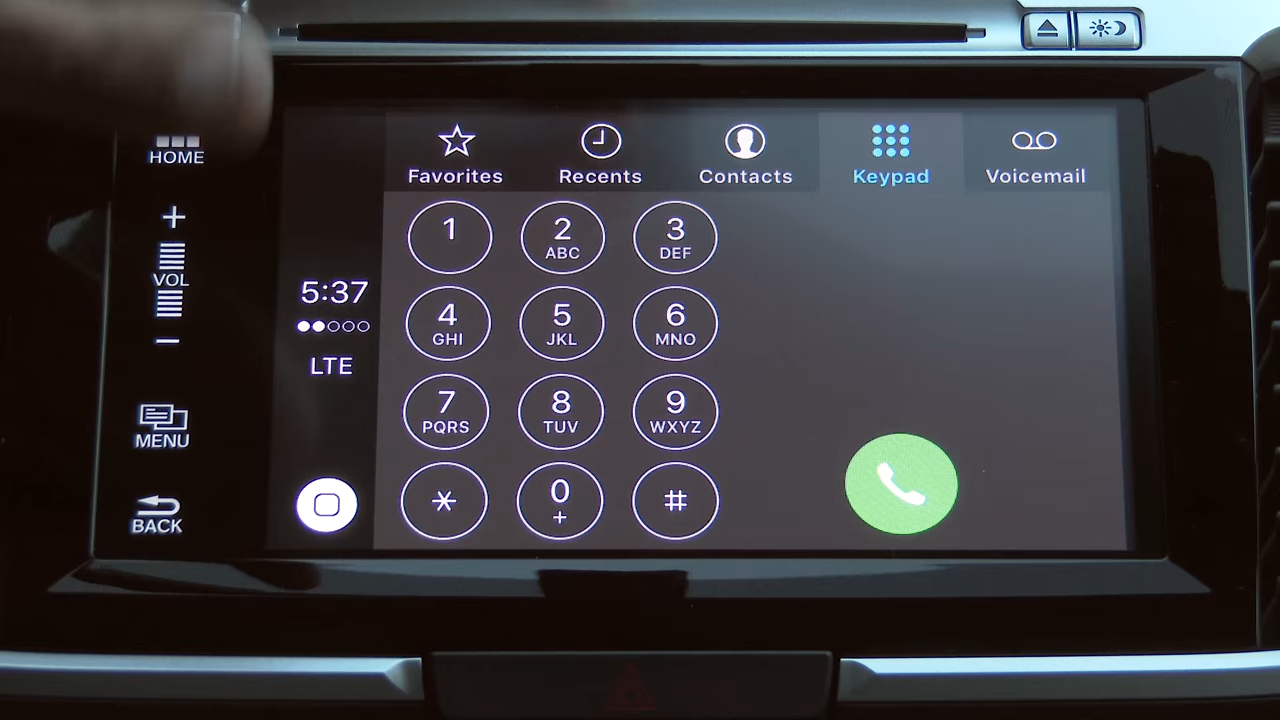 HOME
+
VOL
−
MENU
BACK
5:37
LTE
Favorites
Recents
Contacts
Keypad
Voicemail
1
2
ABC
3
DEF
4
GHI
5
JKL
6
MNO
7
PQRS
8
TUV
9
WXYZ
*
0
+
#